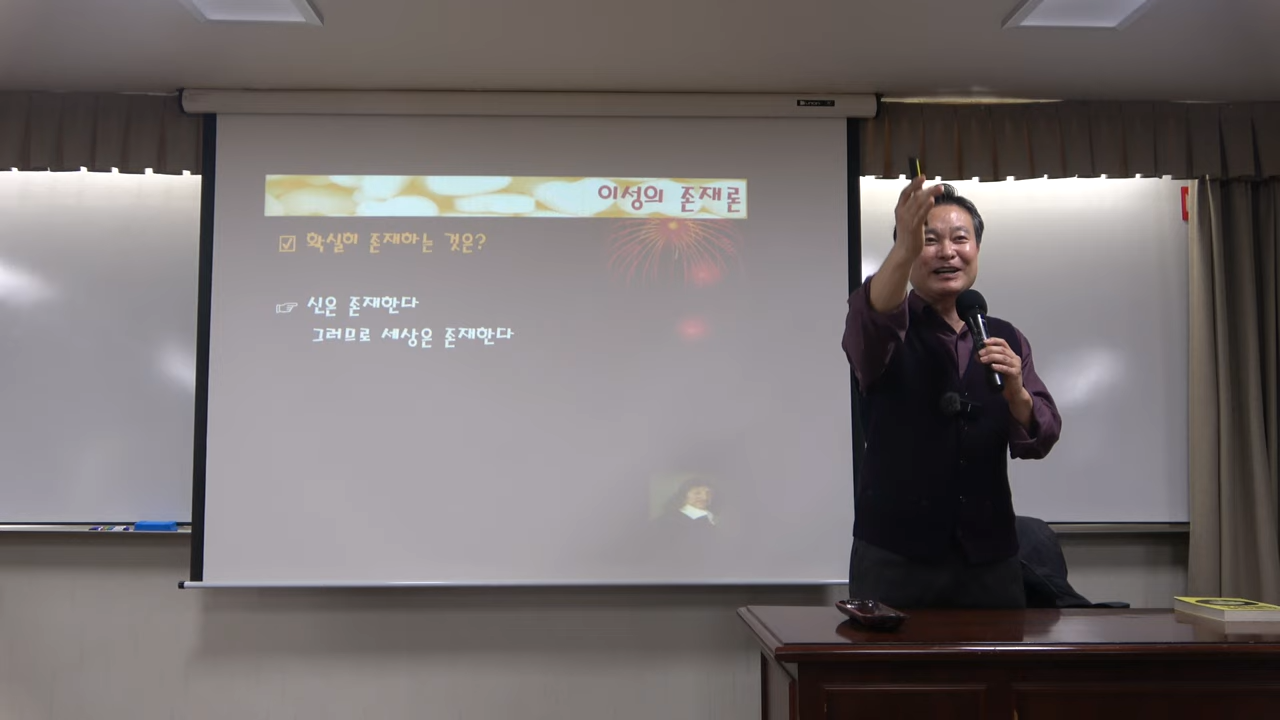 이성의 존재론
확실히 존재하는 것은?
신은 존재한다
그러므로 세상은 존재한다